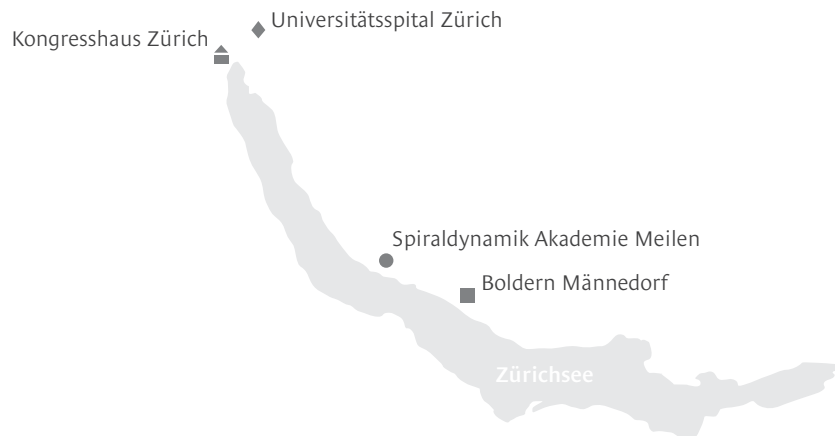 Universitätsspital Zürich
Kongresshaus Zürich
Spiraldynamik Akademie Meilen
Boldern Männedorf
Zürichsee